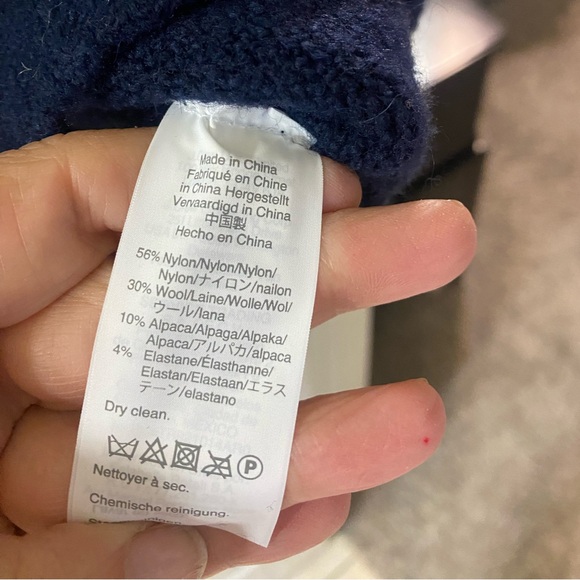 Made in China
Fabriqué en Chine
in China Hergestellt
Vervaardigd in China
中国製
Hecho en China
56% Nylon/Nylon/Nylon/
Nylon/ナイロン/nailon
30% Wool/Laine/Wolle/Wol/
ウール/lana
10% Alpaca/Alpaga/Alpaka/
Alpaca/アルパカ/alpaca
4% Elastane/Élasthanne/
Elastan/Elastaan/エラス
テーン/elastano
Dry clean.
P
Nettoyer à sec.
Chemische reinigung.